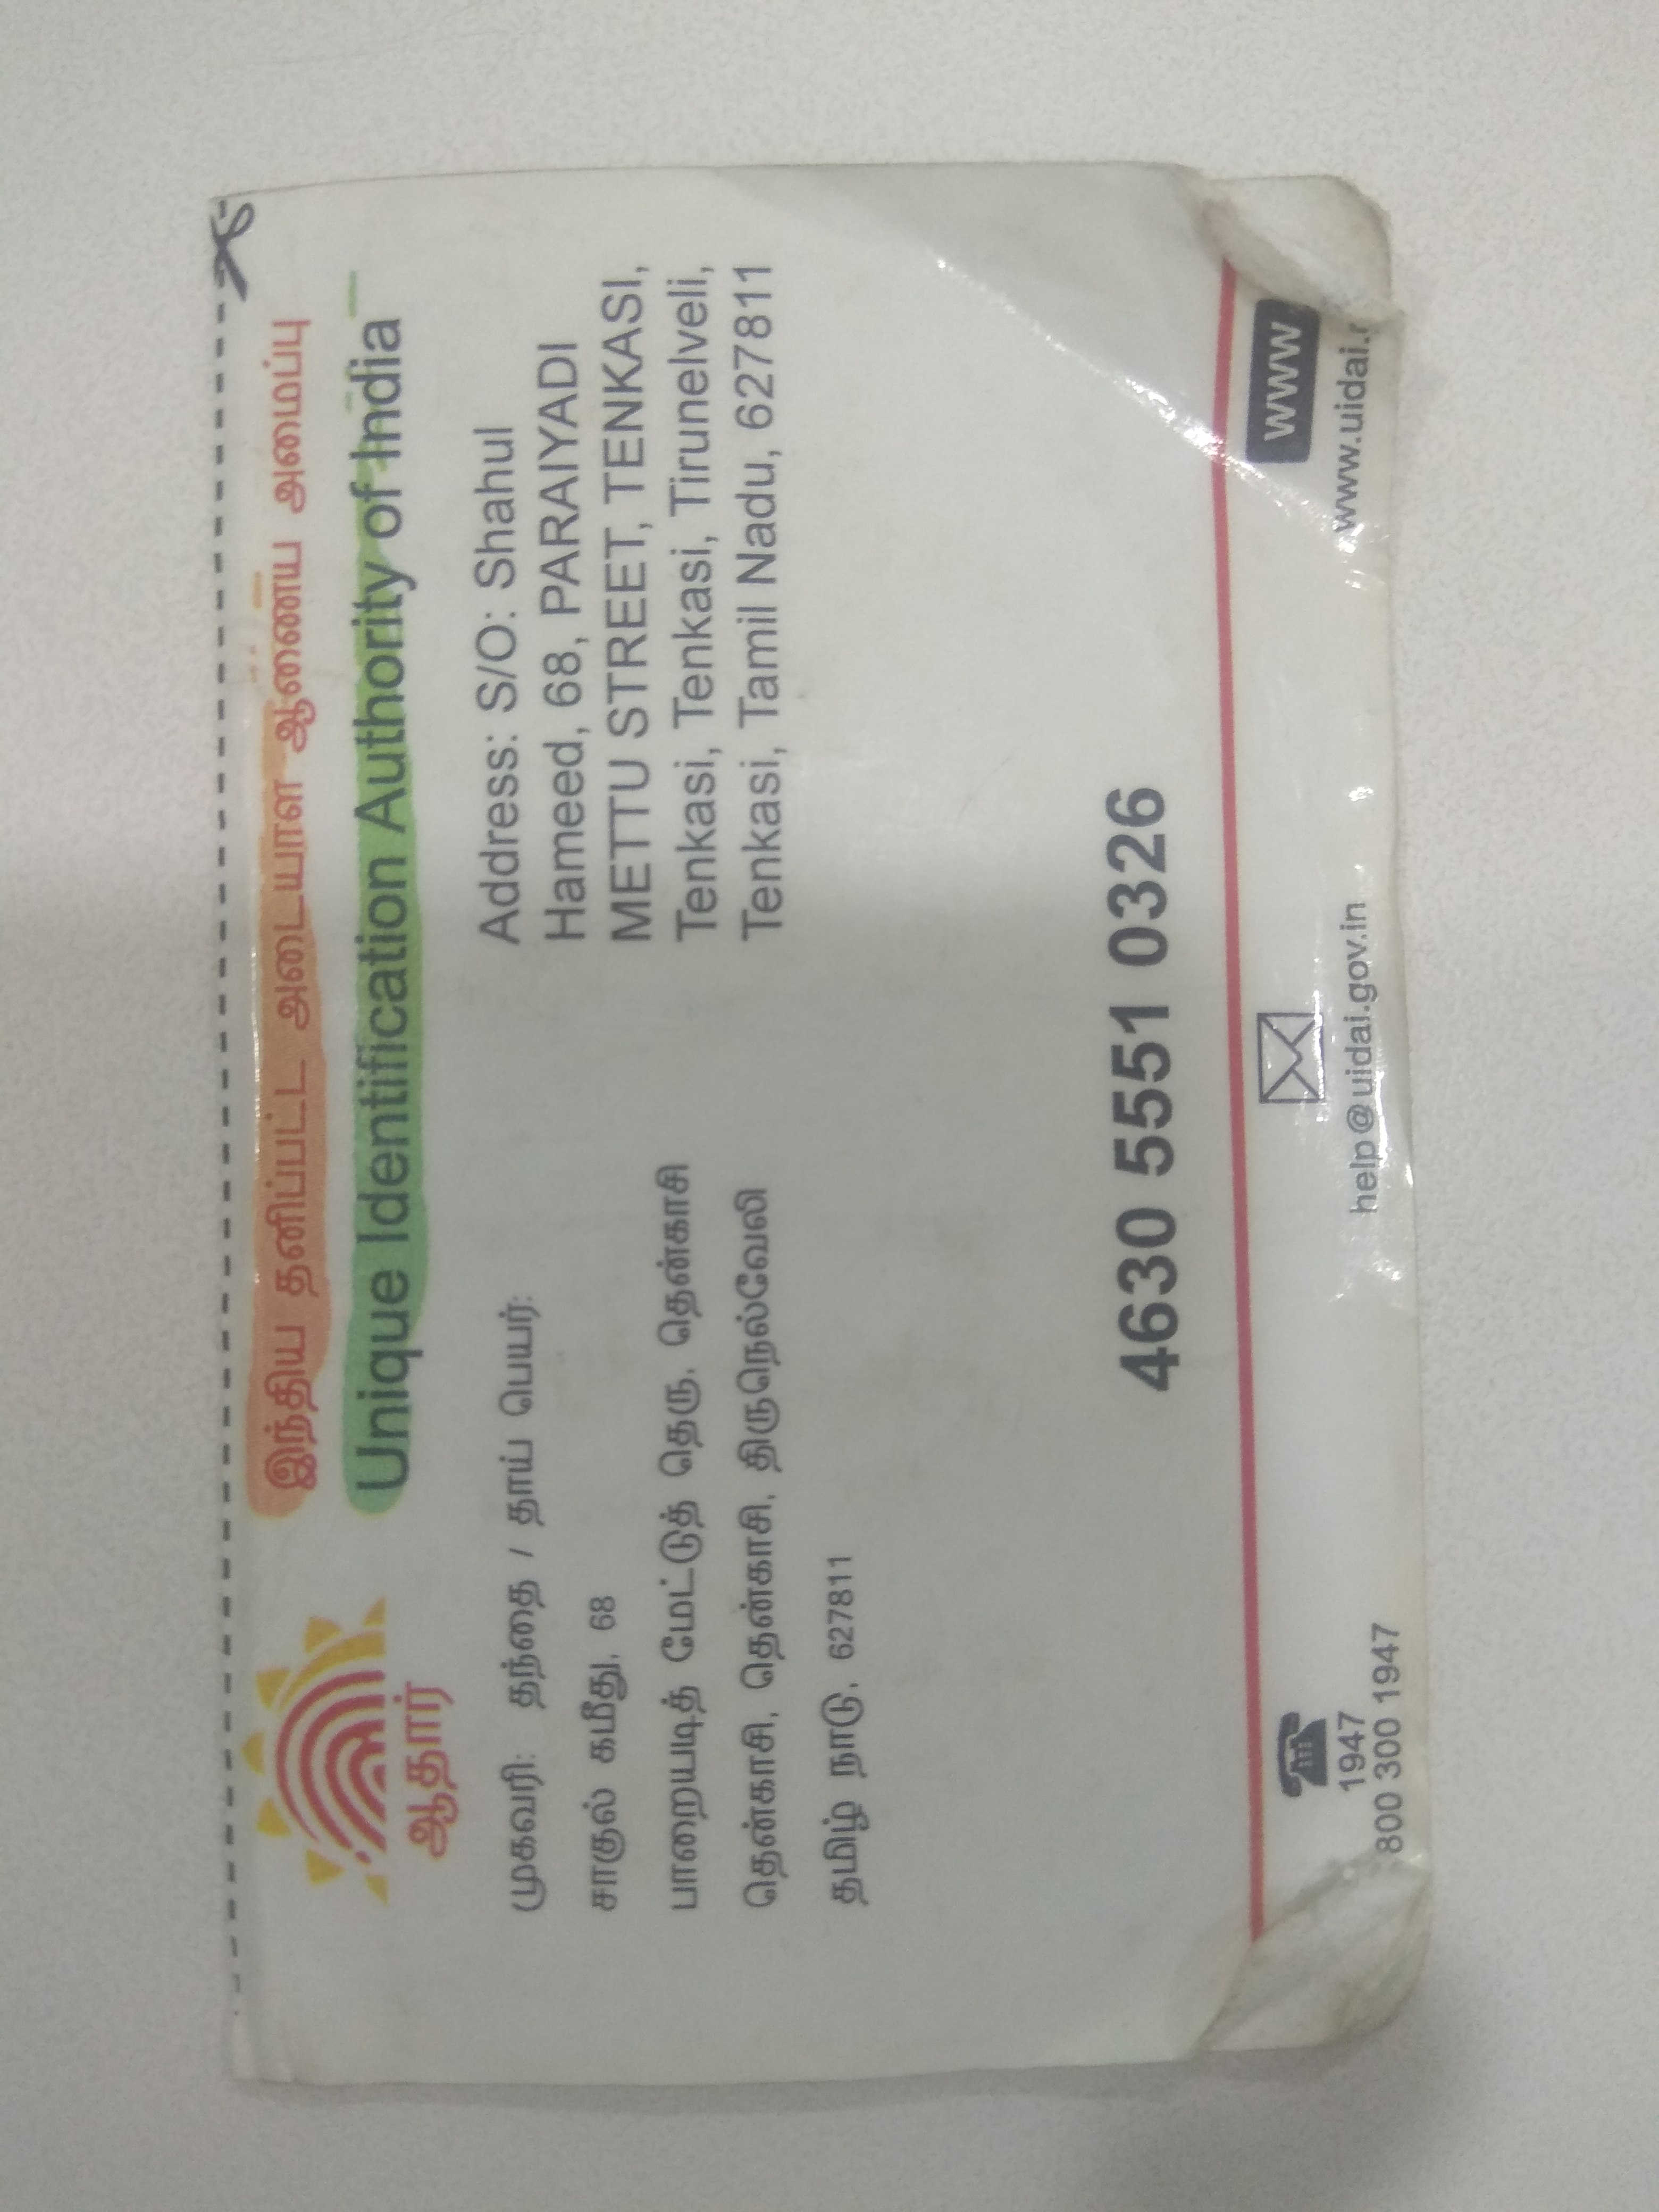 இந்திய தனிப்பட்ட அடையாள ஆணைய அமைப்பு
Unique Identification Authority of India
ஆதார்
முகவரி: தந்தை / தாய் பெயர்:
சாகுல் கமீது, 68
பாறையடித் மேட்டுத் தெரு, தென்காசி
தென்காசி, தென்காசி, திருநெல்வேலி
தமிழ் நாடு, 627811
Address: S/O: Shahul
Hameed, 68, PARAIYADI
METTU STREET, TENKASI,
Tenkasi, Tenkasi, Tirunelveli,
Tenkasi, Tamil Nadu, 627811
4630 5551 0326
1947
800 300 1947
help@uidai.gov.in
www
www.uidai.